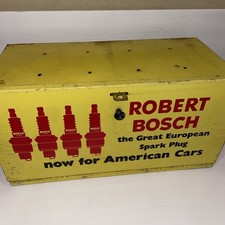 ROBERT
BOSCH
the Great European
Spark Plug
now for American Cars